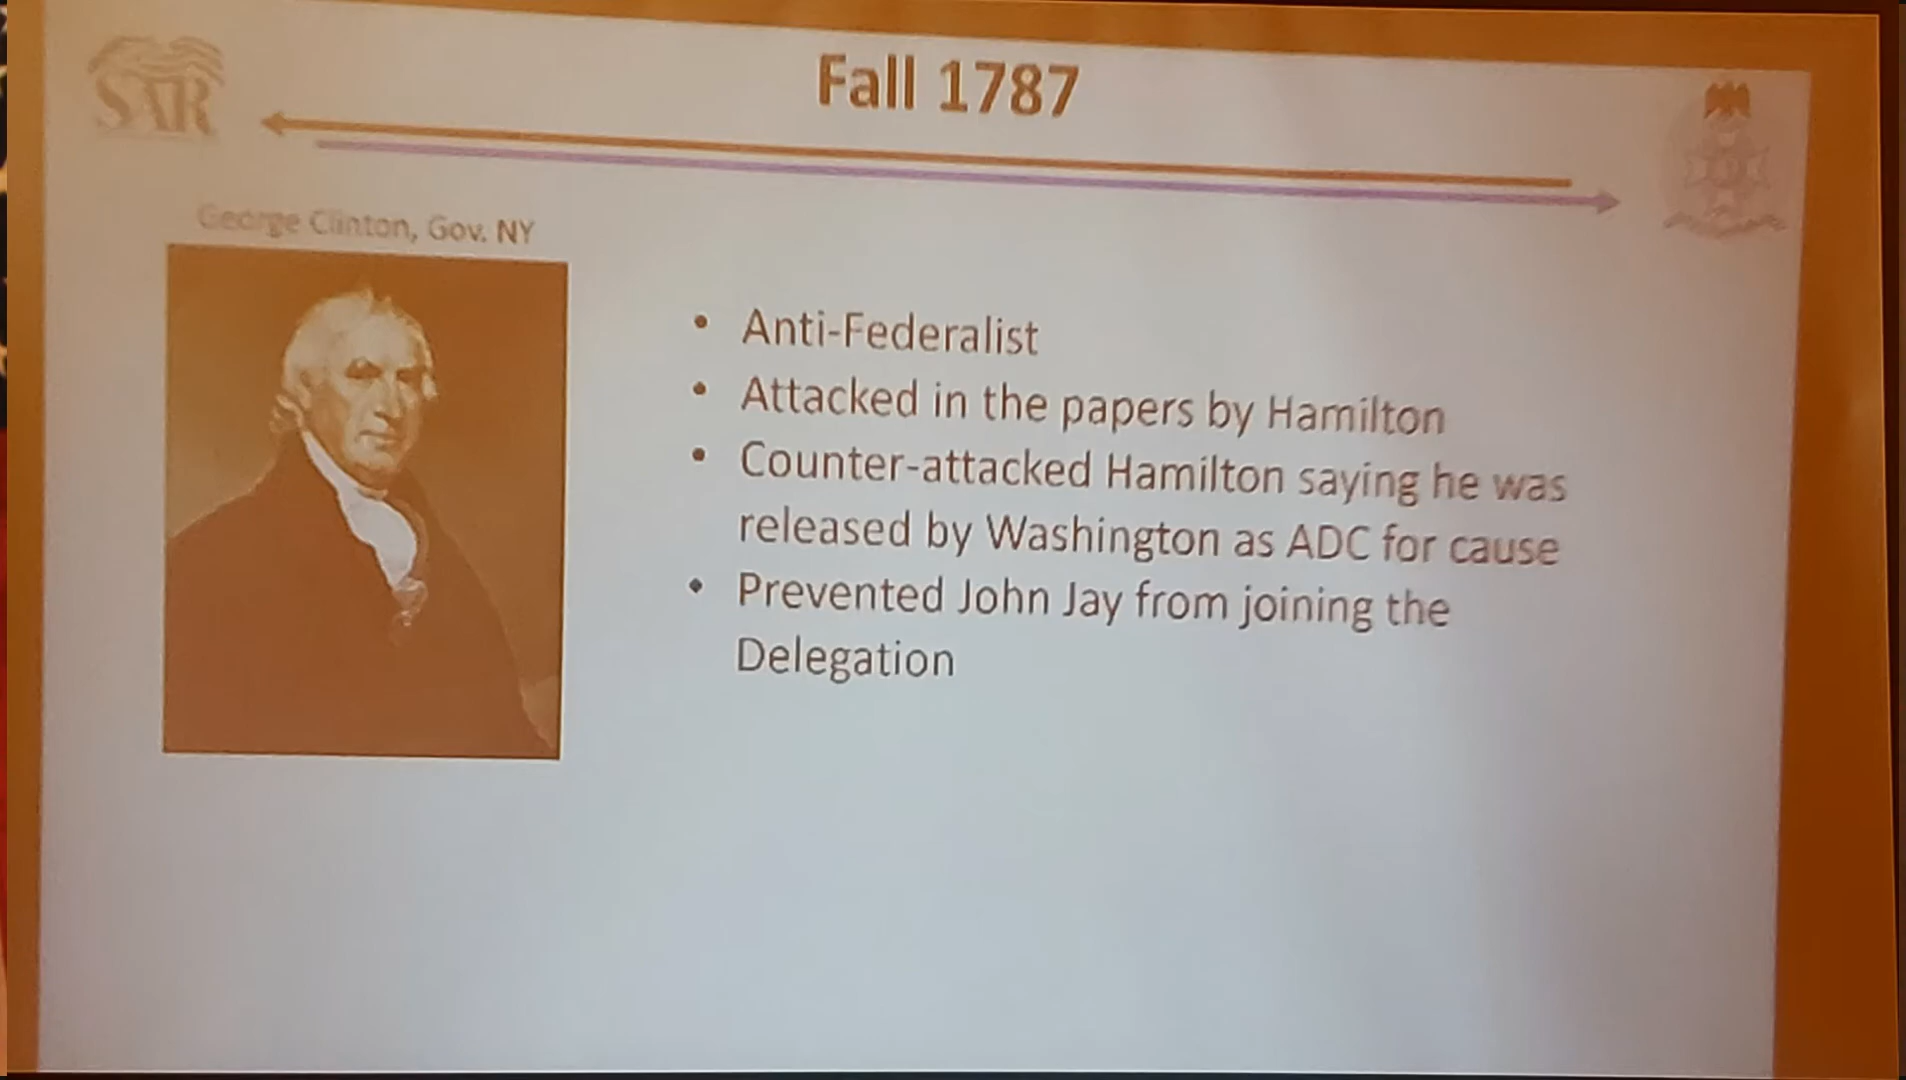 SAR
Fall 1787
George Clinton, Gov. NY
• Anti-Federalist
• Attacked in the papers by Hamilton
• Counter-attacked Hamilton saying he was
released by Washington as ADC for cause
• Prevented John Jay from joining the
Delegation